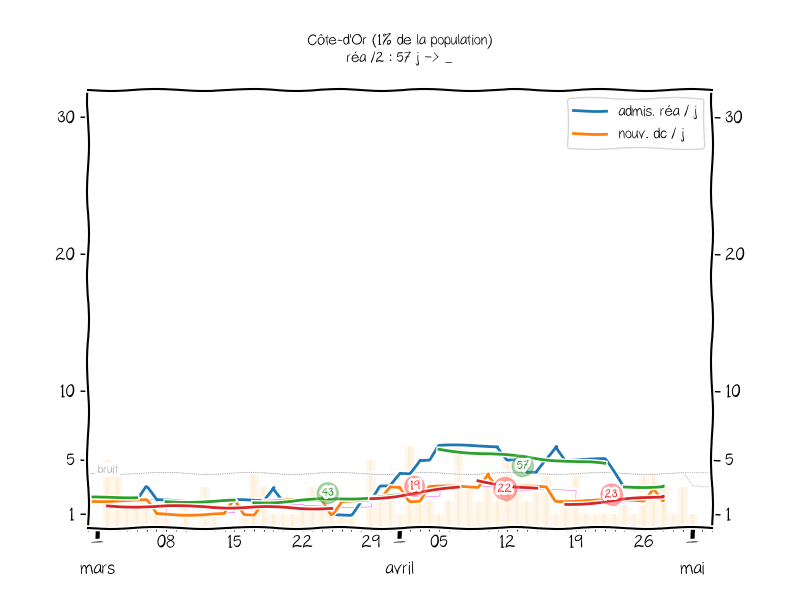 Côte-d'Or (1% de la population)
réa /2 : 57 j -> _
30
30
admis. réa / j
nouv. dc / j
20
20
10
10
5
5
bruit
57
43
19
22
23
1
1
08
15
22
29
05
12
19
26
mars
avril
mai